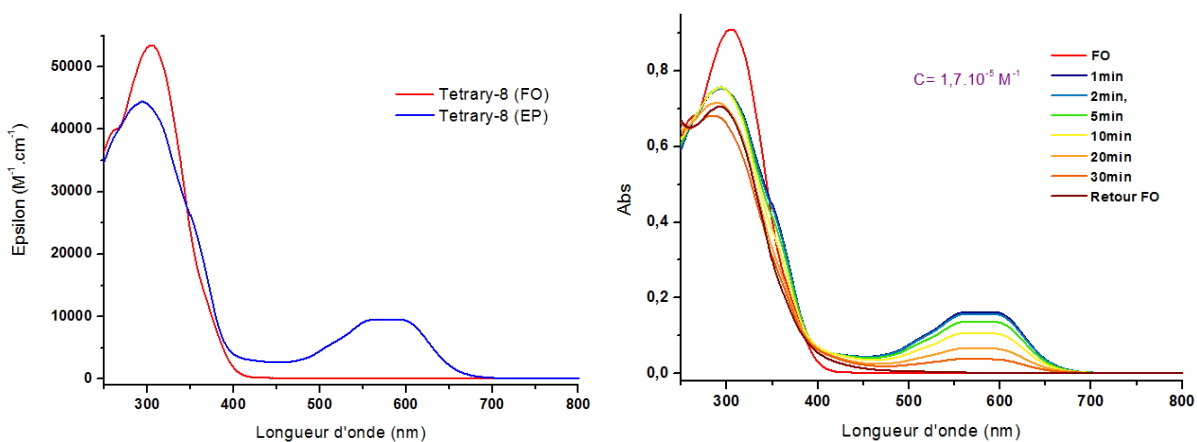 50000
40000
30000
20000
10000
0
Epsilon (M⁻¹.cm⁻¹)
300 400 500 600 700 800
Longueur d'onde (nm)
Tetrary-8 (FO)
Tetrary-8 (EP)
0,8
0,6
0,4
0,2
0,0
Abs
300 400 500 600 700 800
Longueur d'onde (nm)
C= 1,7.10⁻⁵ M⁻¹
FO
1min
2min,
5min
10min
20min
30min
Retour FO